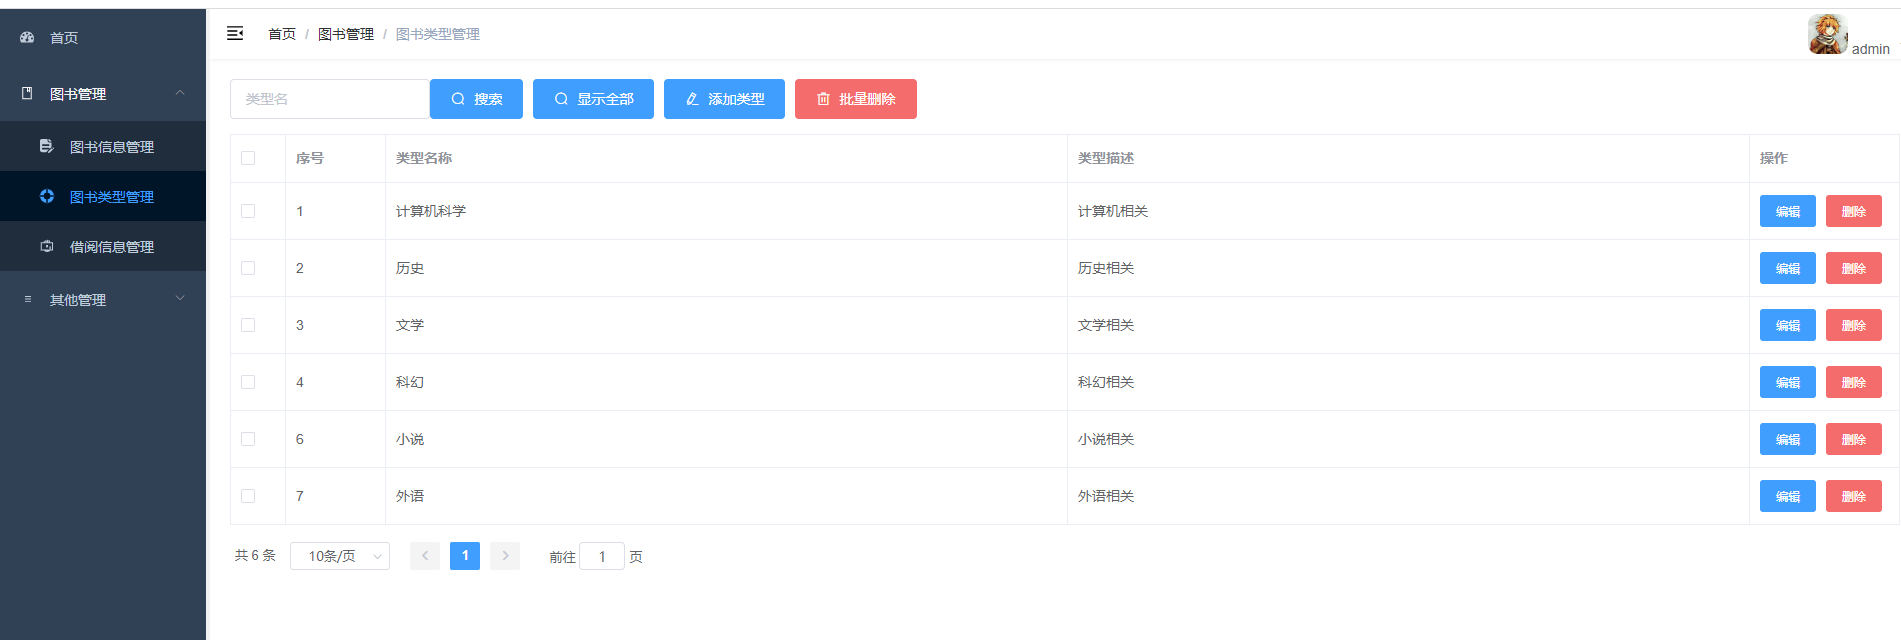 首页
图书管理
图书信息管理
图书类型管理
借阅信息管理
其他管理
首页 / 图书管理 / 图书类型管理
admin
类型名 搜索 显示全部 添加类型 批量删除
序号 类型名称 类型描述 操作
1 计算机科学 计算机相关 编辑 删除
2 历史 历史相关 编辑 删除
3 文学 文学相关 编辑 删除
4 科幻 科幻相关 编辑 删除
6 小说 小说相关 编辑 删除
7 外语 外语相关 编辑 删除
共 6 条 10条/页 1 前往 1 页